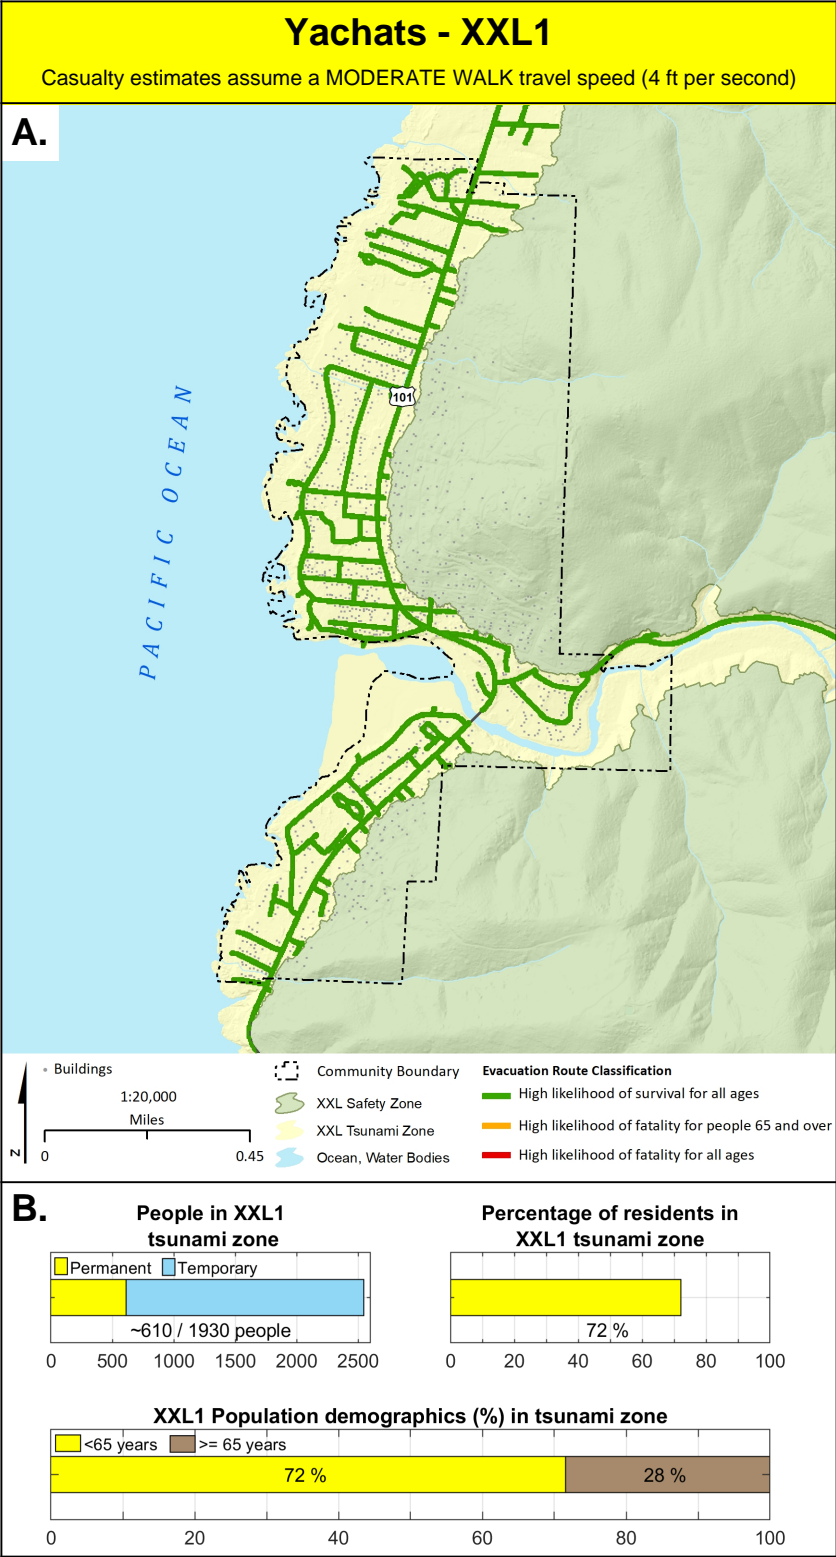 Yachats - XXL1
Casualty estimates assume a MODERATE WALK travel speed (4 ft per second)
A.
101
PACIFIC OCEAN
Buildings
1:20,000
Miles
0 0.45
N
Community Boundary
XXL Safety Zone
XXL Tsunami Zone
Ocean, Water Bodies
Evacuation Route Classification
High likelihood of survival for all ages
High likelihood of fatality for people 65 and over
High likelihood of fatality for all ages
B.
People in XXL1
tsunami zone
Permanent Temporary
~610 / 1930 people
0 500 1000 1500 2000 2500
Percentage of residents in
XXL1 tsunami zone
72 %
0 20 40 60 80 100
XXL1 Population demographics (%) in tsunami zone
<65 years >= 65 years
72 % 28 %
0 20 40 60 80 100